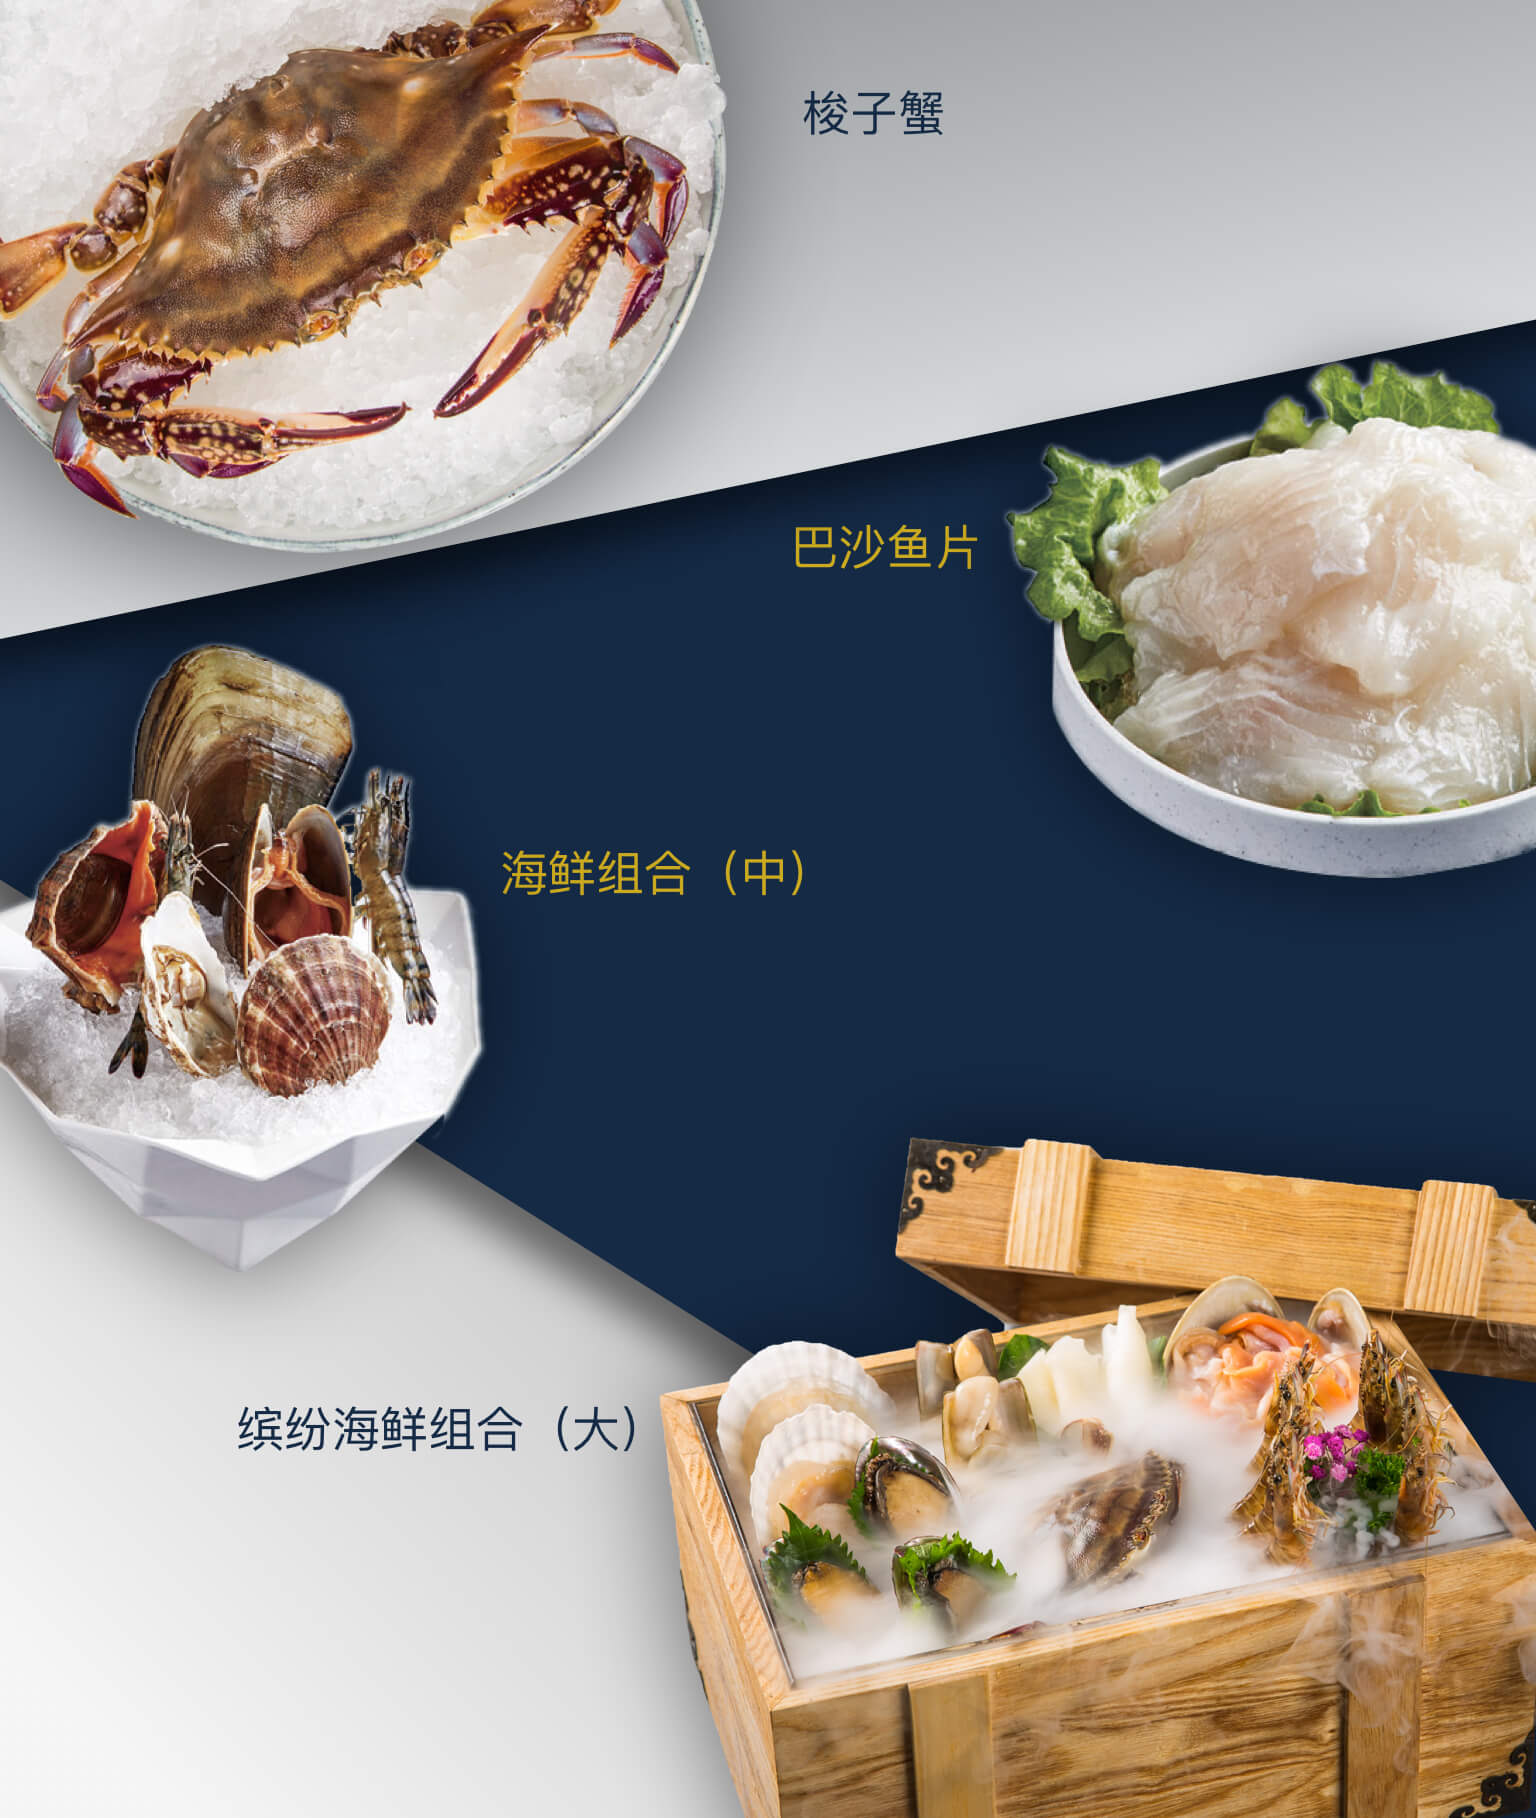 梭子蟹
巴沙鱼片
海鲜组合（中）
缤纷海鲜组合（大）